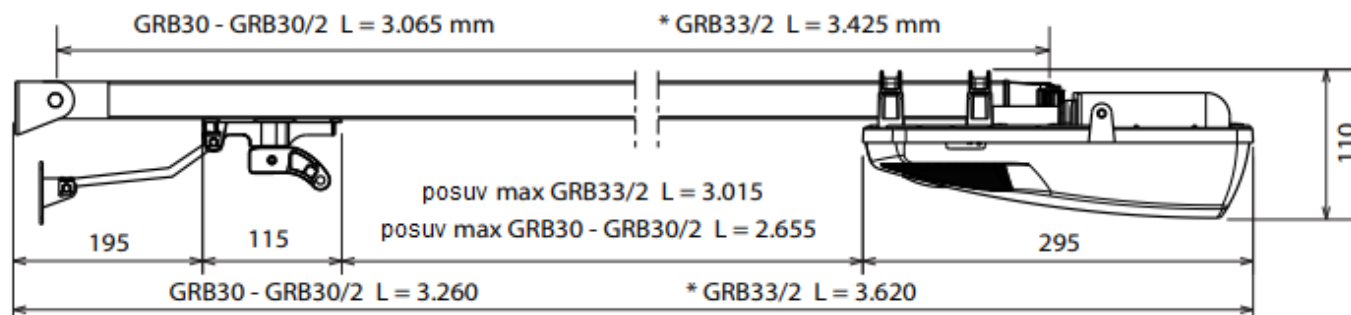 GRB30 - GRB30/2 L = 3.065 mm * GRB33/2 L = 3.425 mm
110
posuv max GRB33/2 L = 3.015
posuv max GRB30 - GRB30/2 L = 2.655
195 115 295
GRB30 - GRB30/2 L = 3.260 * GRB33/2 L = 3.620